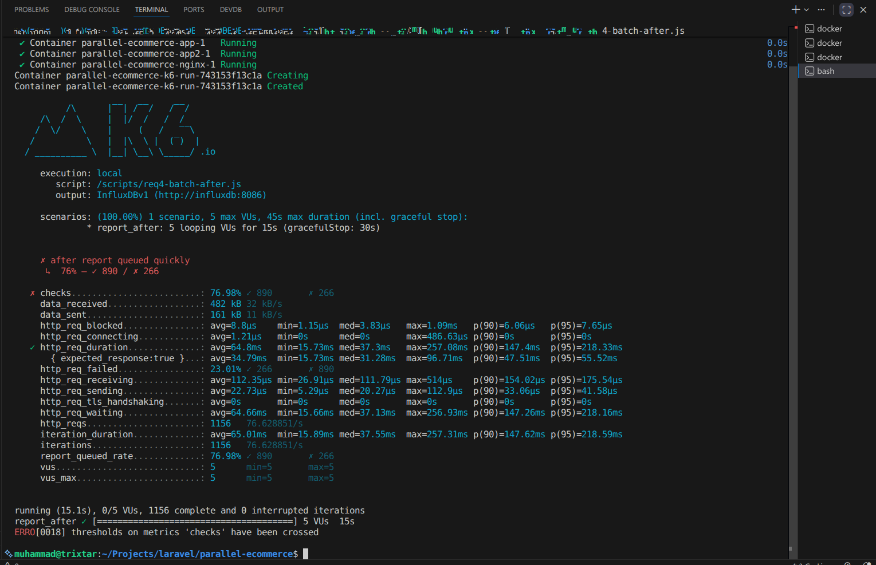 PROBLEMS DEBUG CONSOLE TERMINAL PORTS DEVDB OUTPUT
4-batch-after.js
✔ Container parallel-ecommerce-app-1 Running 0.0s
✔ Container parallel-ecommerce-app2-1 Running 0.0s
✔ Container parallel-ecommerce-nginx-1 Running 0.0s
Container parallel-ecommerce-k6-run-743153f13c1a Creating
Container parallel-ecommerce-k6-run-743153f13c1a Created
.io
execution: local
script: /scripts/req4-batch-after.js
output: InfluxDBv1 (http://influxdb:8086)
scenarios: (100.00%) 1 scenario, 5 max VUs, 45s max duration (incl. graceful stop):
* report_after: 5 looping VUs for 15s (gracefulStop: 30s)
✗ after report queued quickly
↳ 76% — ✓ 890 / ✗ 266
✗ checks.........................: 76.98% ✓ 890 ✗ 266
data_received..................: 482 kB 32 kB/s
data_sent......................: 161 kB 11 kB/s
http_req_blocked...............: avg=8.8µs min=1.15µs med=3.83µs max=1.09ms p(90)=6.06µs p(95)=7.65µs
http_req_connecting............: avg=1.21µs min=0s med=0s max=486.63µs p(90)=0s p(95)=0s
✓ http_req_duration..............: avg=64.8ms min=15.73ms med=37.3ms max=257.08ms p(90)=147.4ms p(95)=218.33ms
{ expected_response:true }...: avg=34.79ms min=15.73ms med=31.28ms max=96.71ms p(90)=47.51ms p(95)=55.52ms
http_req_failed................: 23.01% ✓ 266 ✗ 890
http_req_receiving.............: avg=112.35µs min=26.91µs med=111.79µs max=514µs p(90)=154.02µs p(95)=175.54µs
http_req_sending...............: avg=22.73µs min=5.29µs med=20.27µs max=112.9µs p(90)=33.06µs p(95)=41.58µs
http_req_tls_handshaking.......: avg=0s min=0s med=0s max=0s p(90)=0s p(95)=0s
http_req_waiting...............: avg=64.66ms min=15.66ms med=37.13ms max=256.93ms p(90)=147.26ms p(95)=218.16ms
http_reqs......................: 1156 76.628851/s
iteration_duration.............: avg=65.01ms min=15.89ms med=37.55ms max=257.31ms p(90)=147.62ms p(95)=218.59ms
iterations.....................: 1156 76.628851/s
report_queued_rate.............: 76.98% ✓ 890 ✗ 266
vus............................: 5 min=5 max=5
vus_max........................: 5 min=5 max=5
running (15.1s), 0/5 VUs, 1156 complete and 0 interrupted iterations
report_after ✓ [======================================] 5 VUs 15s
ERRO[0018] thresholds on metrics 'checks' have been crossed
muhammad@trixtar:~/Projects/laravel/parallel-ecommerce$
docker
docker
docker
bash